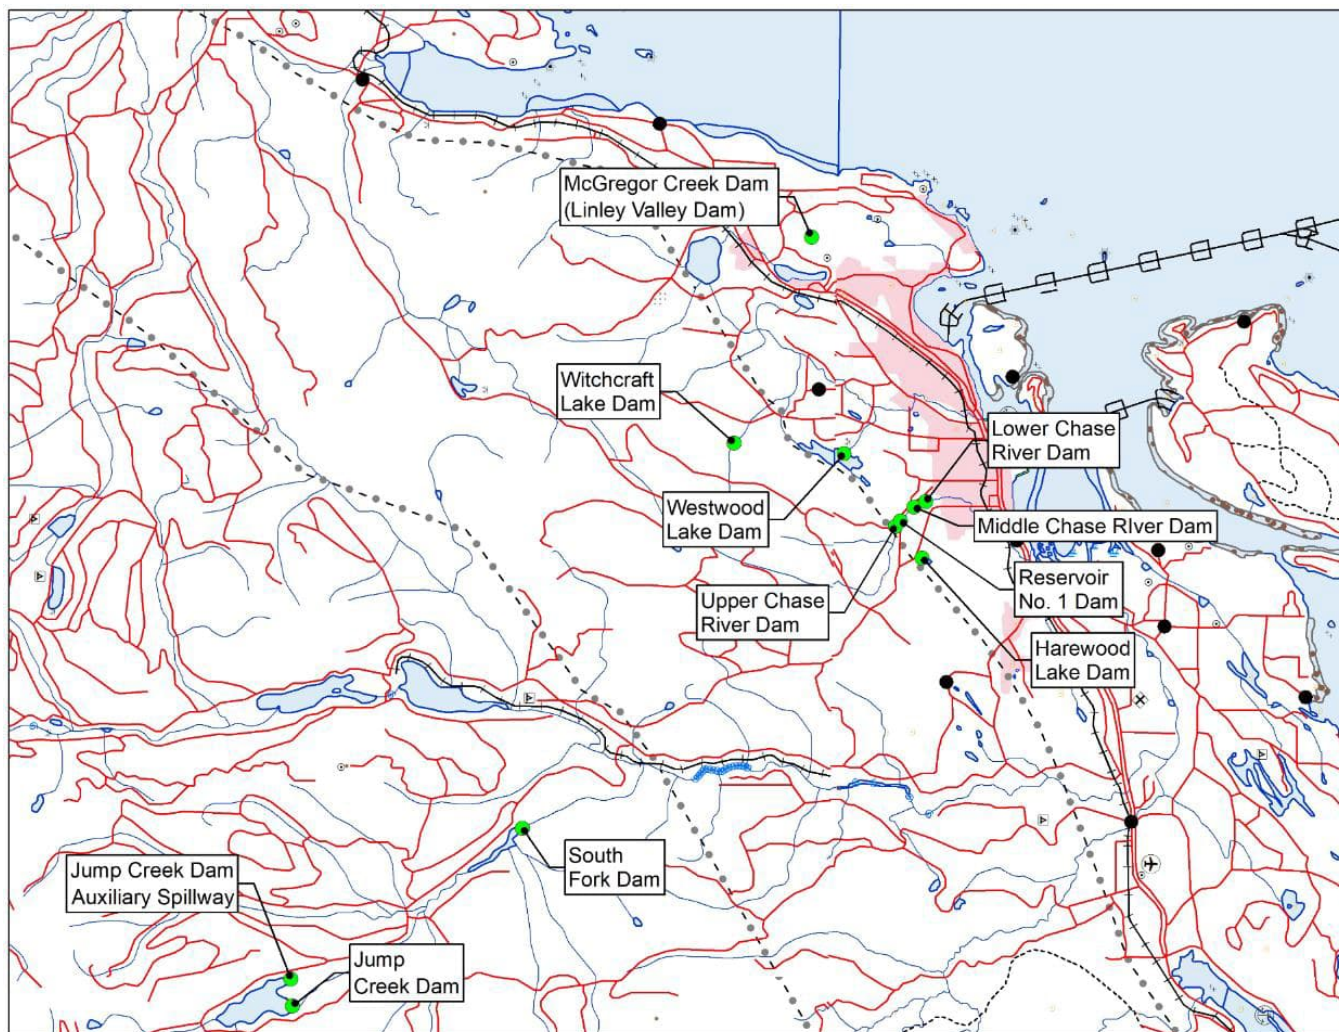 McGregor Creek Dam
(Linley Valley Dam)
Witchcraft
Lake Dam
Lower Chase
River Dam
Westwood
Lake Dam
Middle Chase RIver Dam
Upper Chase
River Dam
Reservoir
No. 1 Dam
Harewood
Lake Dam
South
Fork Dam
Jump Creek Dam
Auxiliary Spillway
Jump
Creek Dam